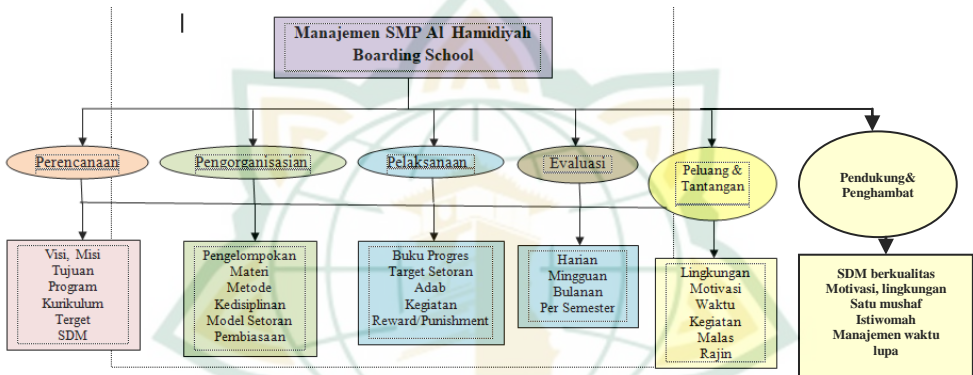 Manajemen SMP Al Hamidiyah
Boarding School
Perencanaan
Pengorganisasian
Pelaksanaan
Evaluasi
Peluang &
Tantangan
Pendukung&
Penghambat
Visi, Misi
Tujuan
Program
Kurikulum
Terget
SDM
Pengelompokan
Materi
Metode
Kedisiplinan
Model Setoran
Pembiasaan
Buku Progres
Target Setoran
Adab
Kegiatan
Reward/Punishment
Harian
Mingguan
Bulanan
Per Semester
Lingkungan
Motivasi
Waktu
Kegiatan
Malas
Rajin
SDM berkualitas
Motivasi, lingkungan
Satu mushaf
Istiwomah
Manajemen waktu
lupa